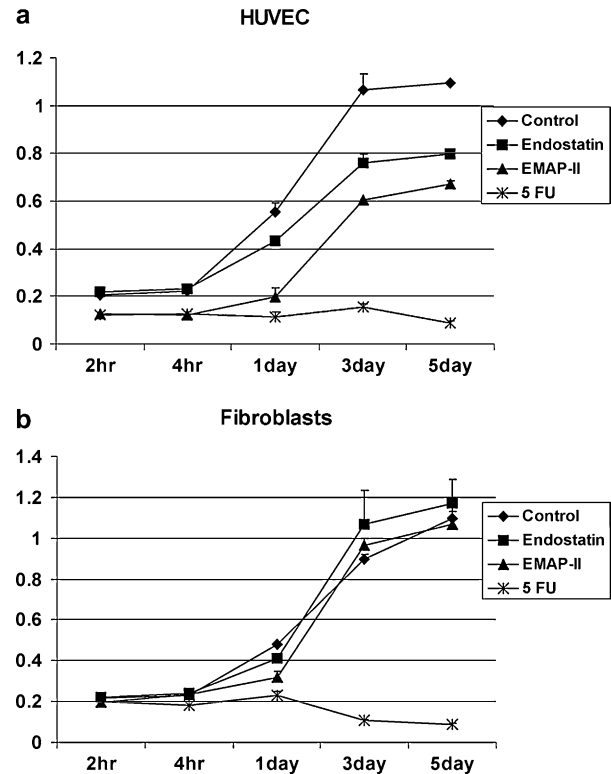 a
HUVEC
1.2
1
0.8
0.6
0.4
0.2
0
2hr 4hr 1day 3day 5day
Control
Endostatin
EMAP-II
5 FU
b
Fibroblasts
1.4
1.2
1
0.8
0.6
0.4
0.2
0
2hr 4hr 1day 3day 5day
Control
Endostatin
EMAP-II
5 FU